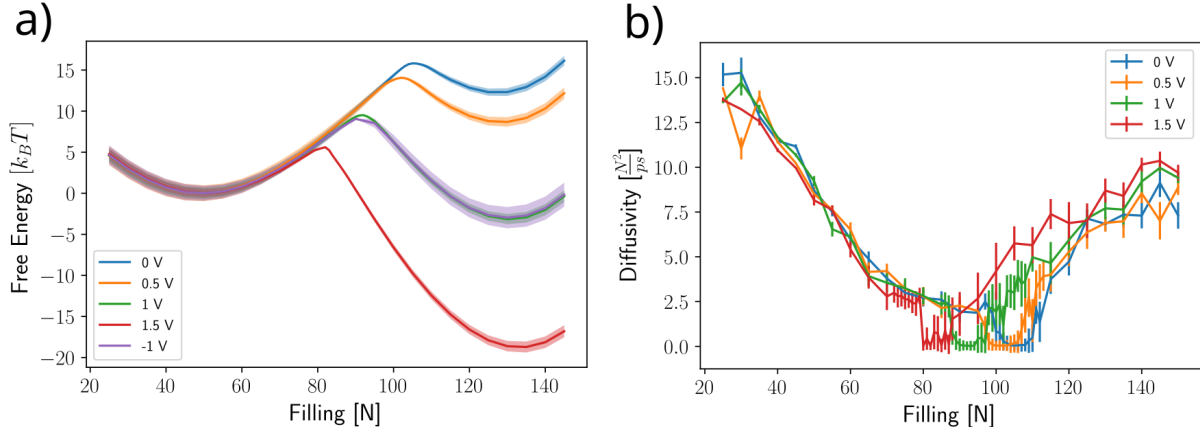 a)
Free Energy [k_BT]
15
10
5
0
−5
−10
−15
−20
20
40
60
80
100
120
140
Filling [N]
0 V
0.5 V
1 V
1.5 V
-1 V
b)
Diffusivity [N²/ps]
15.0
12.5
10.0
7.5
5.0
2.5
0.0
20
40
60
80
100
120
140
Filling [N]
0 V
0.5 V
1 V
1.5 V